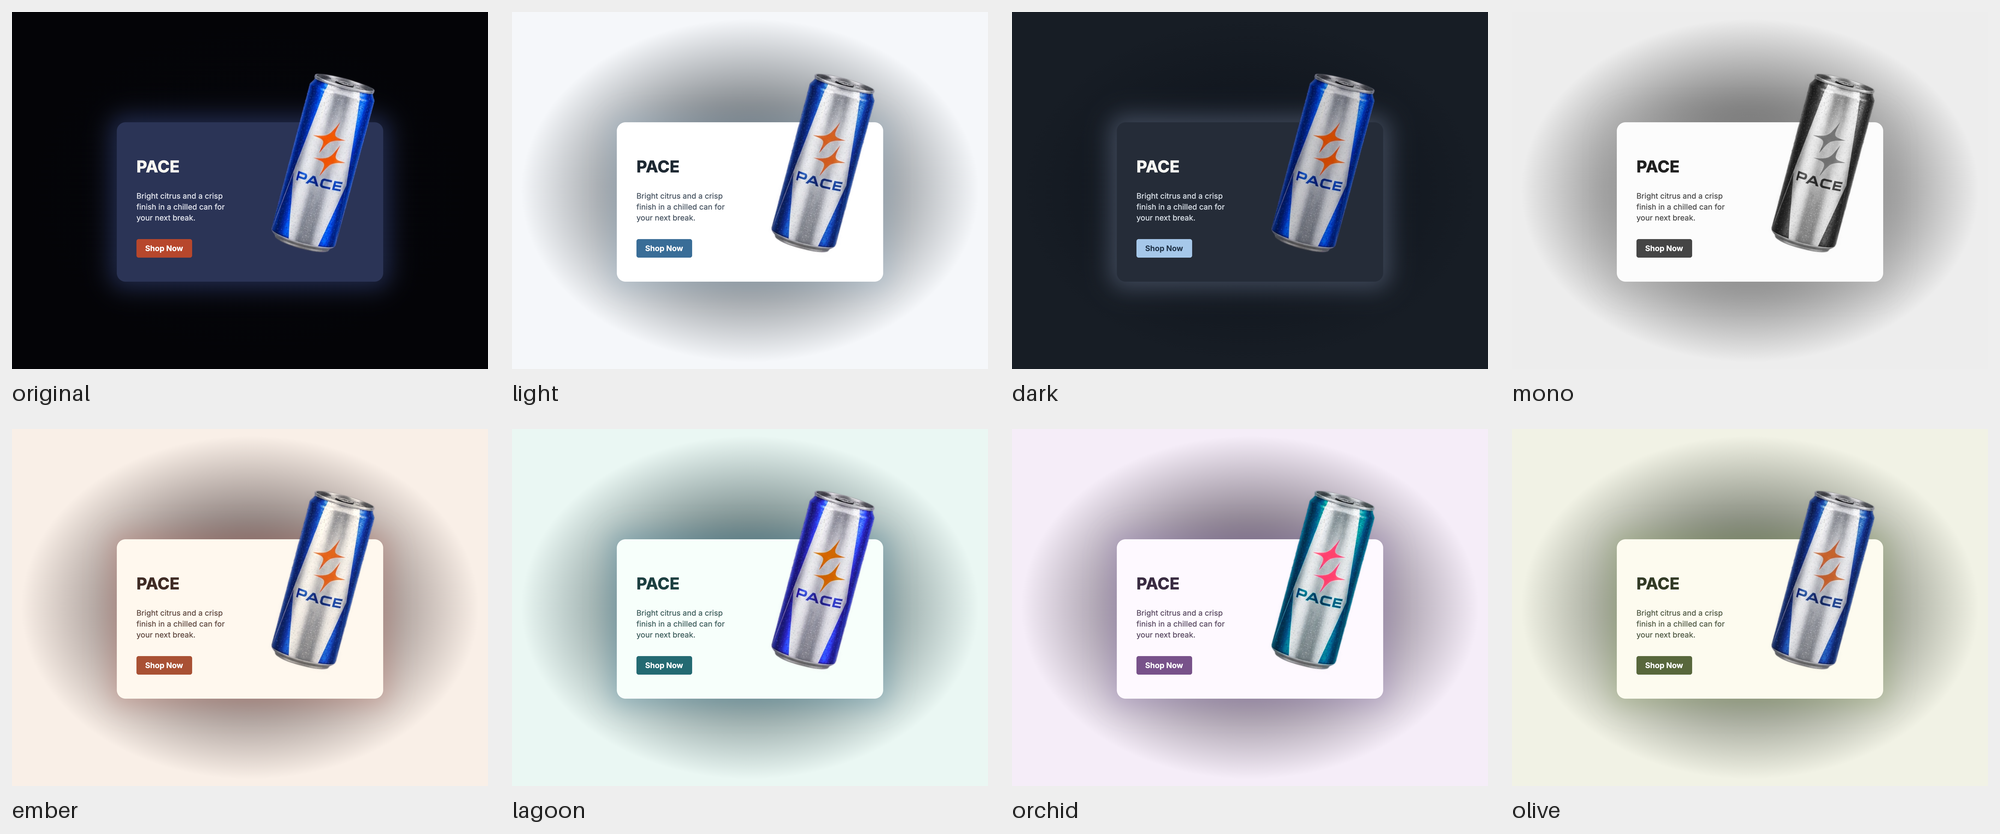 PACE
PACE
Bright citrus and a crisp
finish in a chilled can for
your next break.
Shop Now
original
PACE
PACE
Bright citrus and a crisp
finish in a chilled can for
your next break.
Shop Now
light
PACE
PACE
Bright citrus and a crisp
finish in a chilled can for
your next break.
Shop Now
dark
PACE
PACE
Bright citrus and a crisp
finish in a chilled can for
your next break.
Shop Now
mono
PACE
PACE
Bright citrus and a crisp
finish in a chilled can for
your next break.
Shop Now
ember
PACE
PACE
Bright citrus and a crisp
finish in a chilled can for
your next break.
Shop Now
lagoon
PACE
PACE
Bright citrus and a crisp
finish in a chilled can for
your next break.
Shop Now
orchid
PACE
PACE
Bright citrus and a crisp
finish in a chilled can for
your next break.
Shop Now
olive